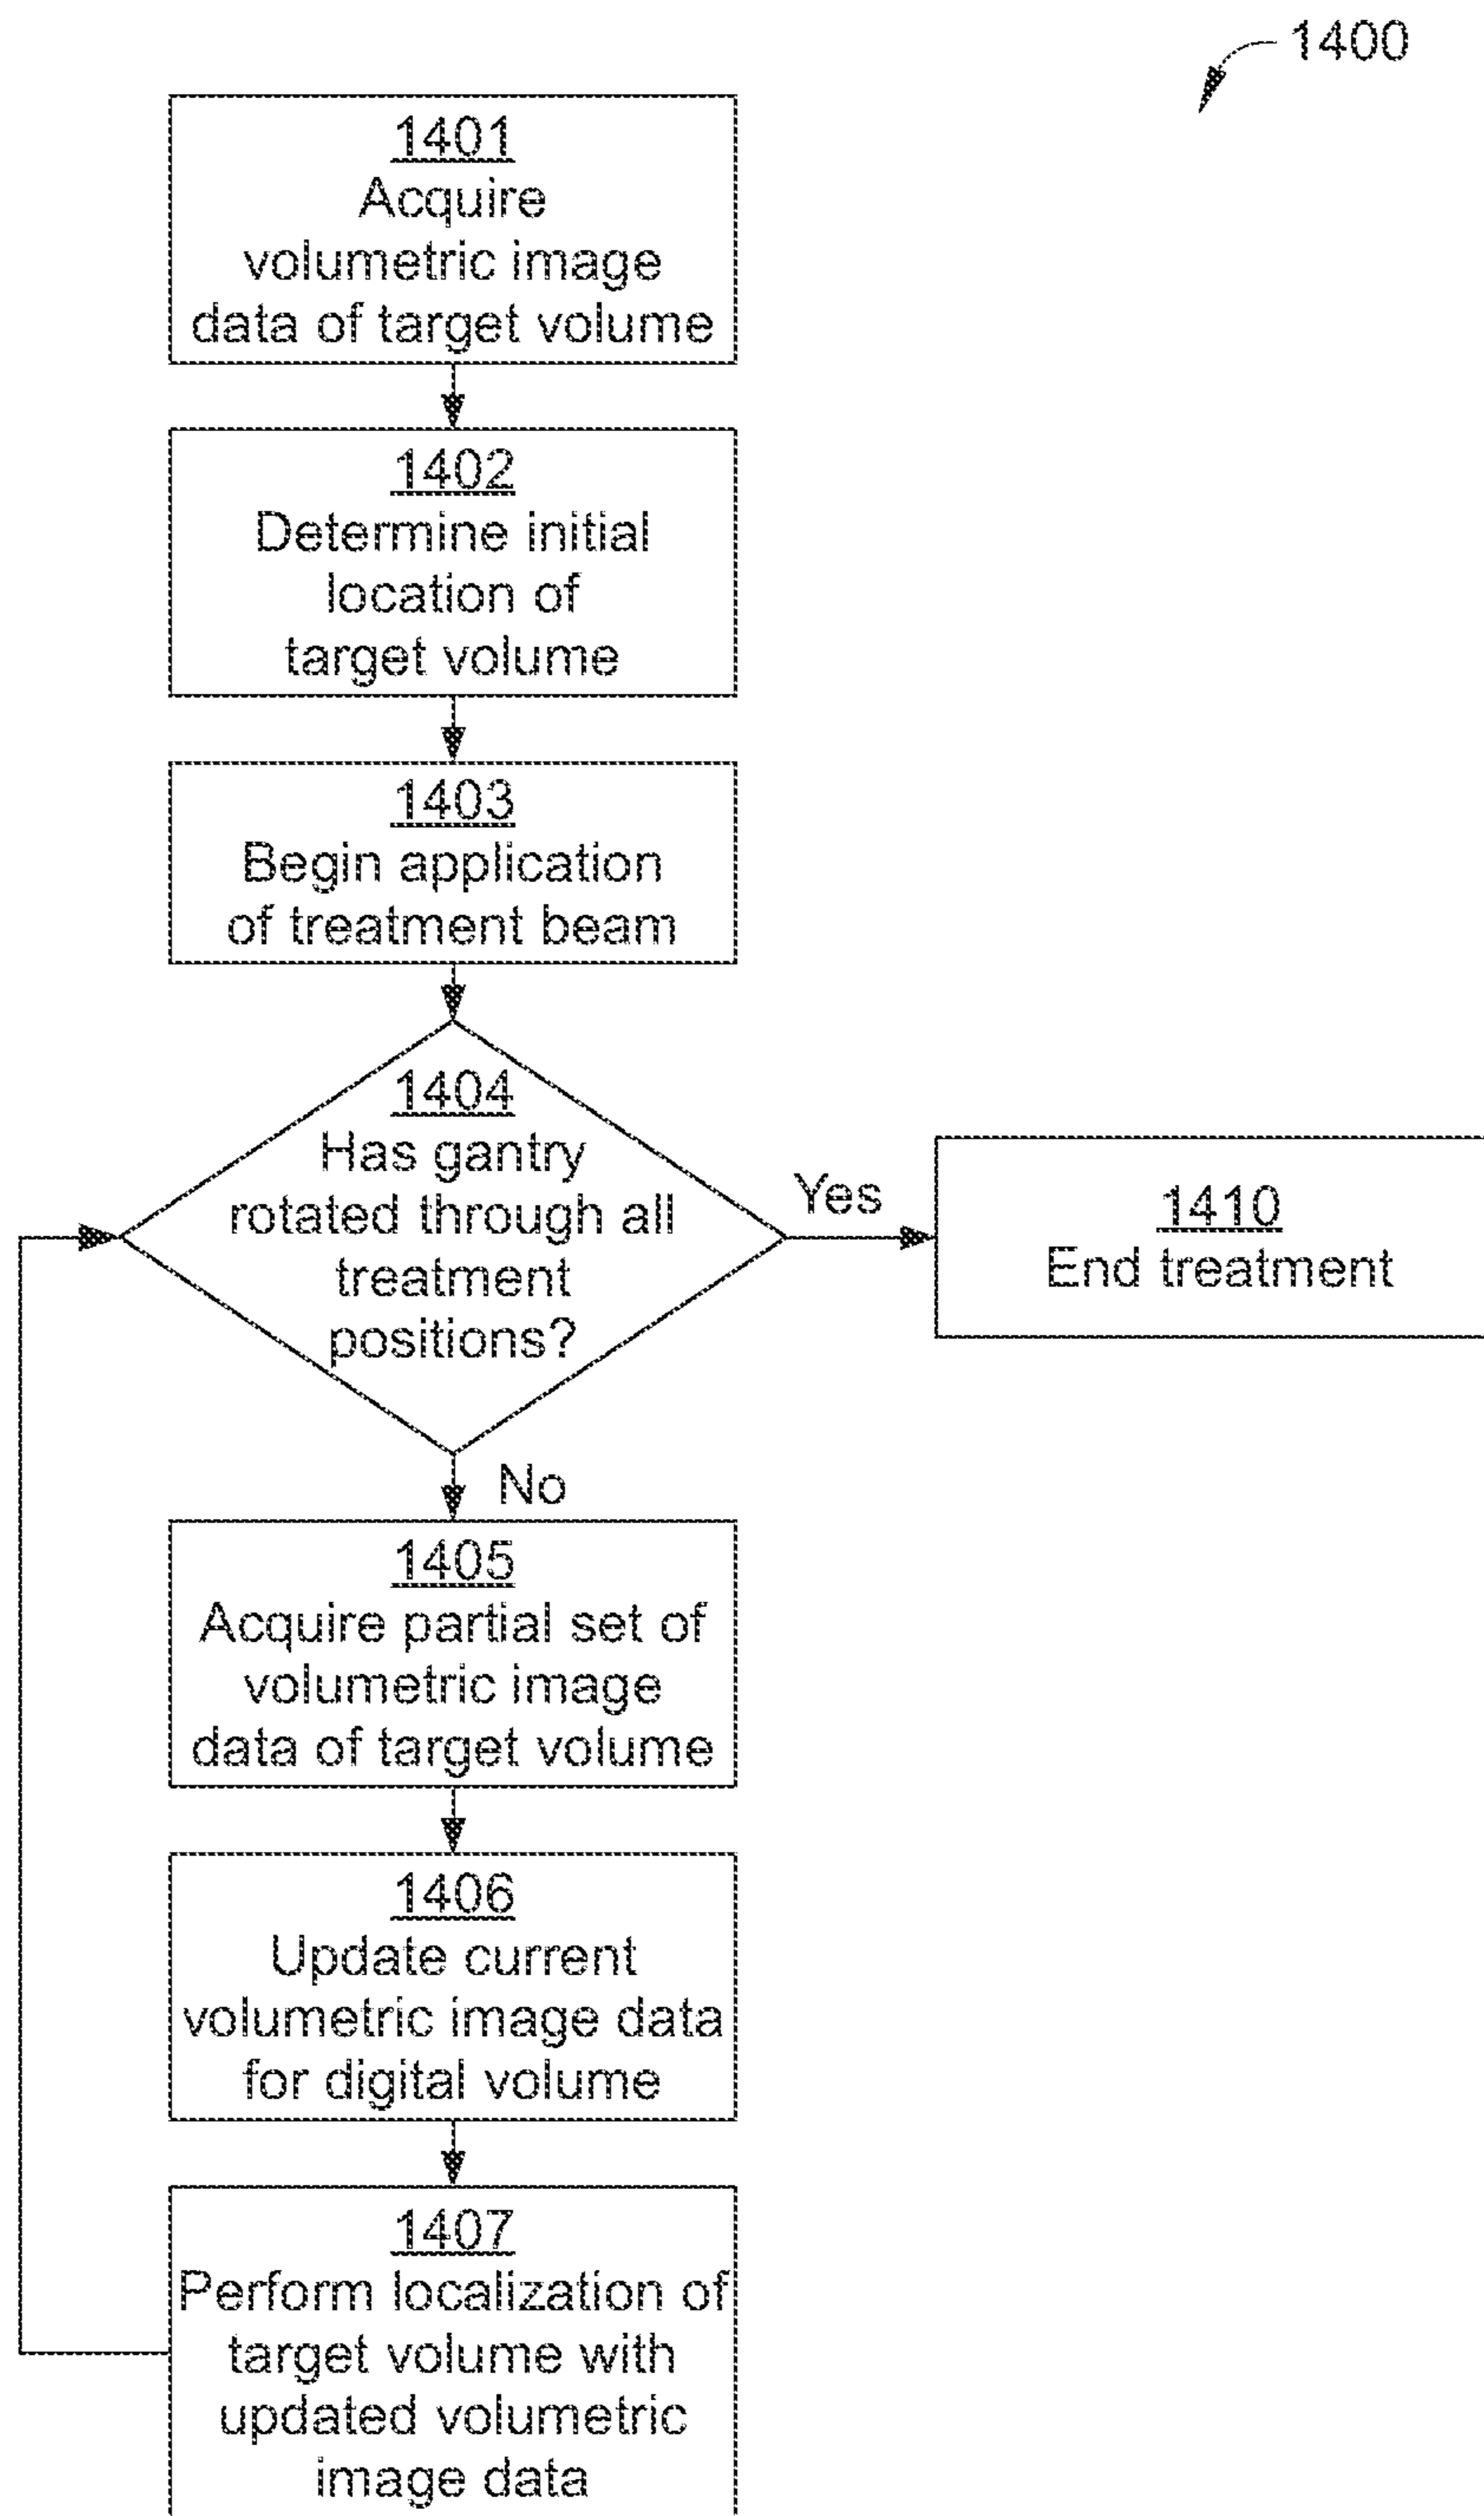 1400
1401
Acquire
volumetric image
data of target volume
1402
Determine initial
location of
target volume
1403
Begin application
of treatment beam
1404
Has gantry
rotated through all
treatment
positions?
Yes
1410
End treatment
No
1405
Acquire partial set of
volumetric image
data of target volume
1406
Update current
volumetric image data
for digital volume
1407
Perform localization of
target volume with
updated volumetric
image data